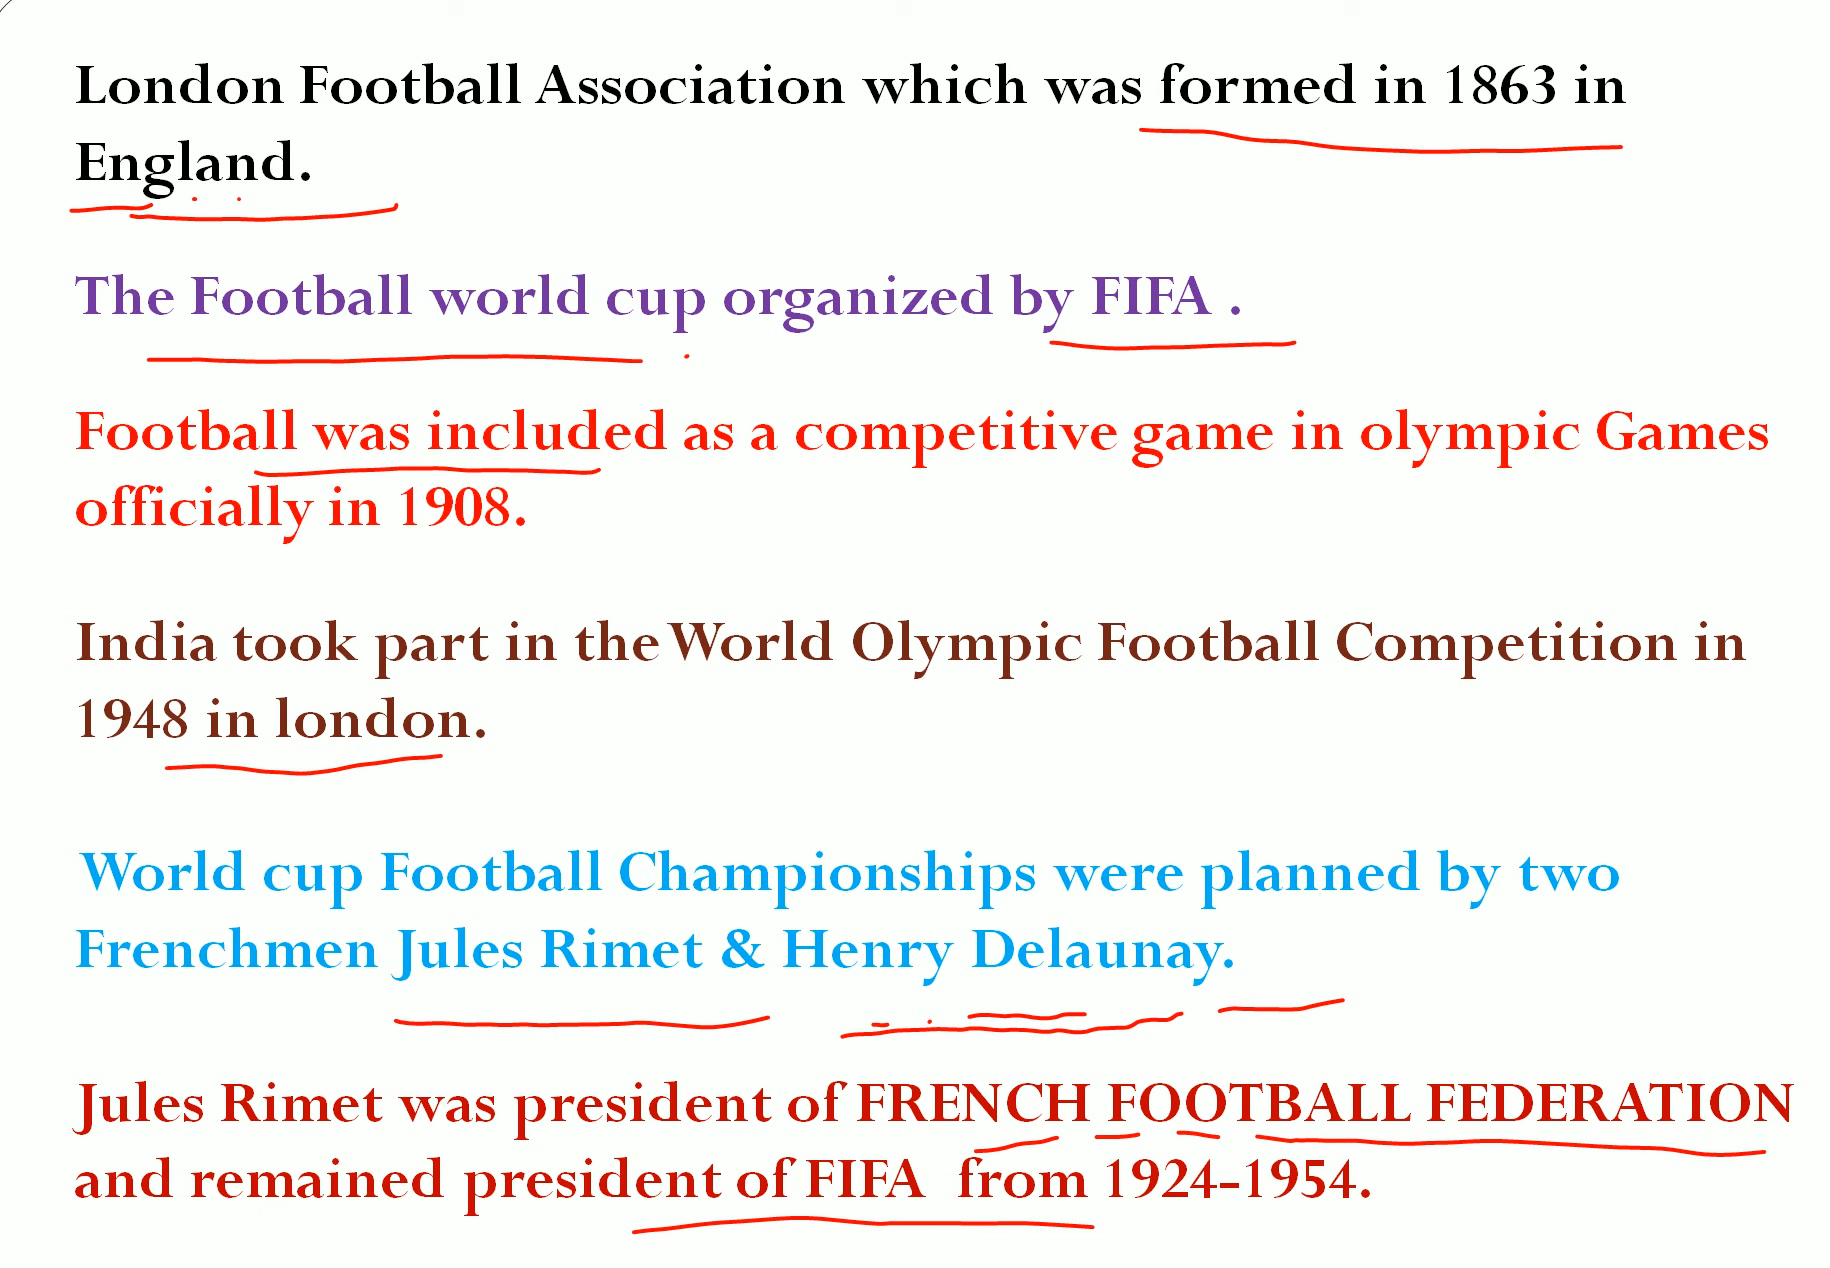 London Football Association which was formed in 1863 in
England.
The Football world cup organized by FIFA .
Football was included as a competitive game in olympic Games
officially in 1908.
India took part in the World Olympic Football Competition in
1948 in london.
World cup Football Championships were planned by two
Frenchmen Jules Rimet & Henry Delaunay.
Jules Rimet was president of FRENCH FOOTBALL FEDERATION
and remained president of FIFA from 1924-1954.